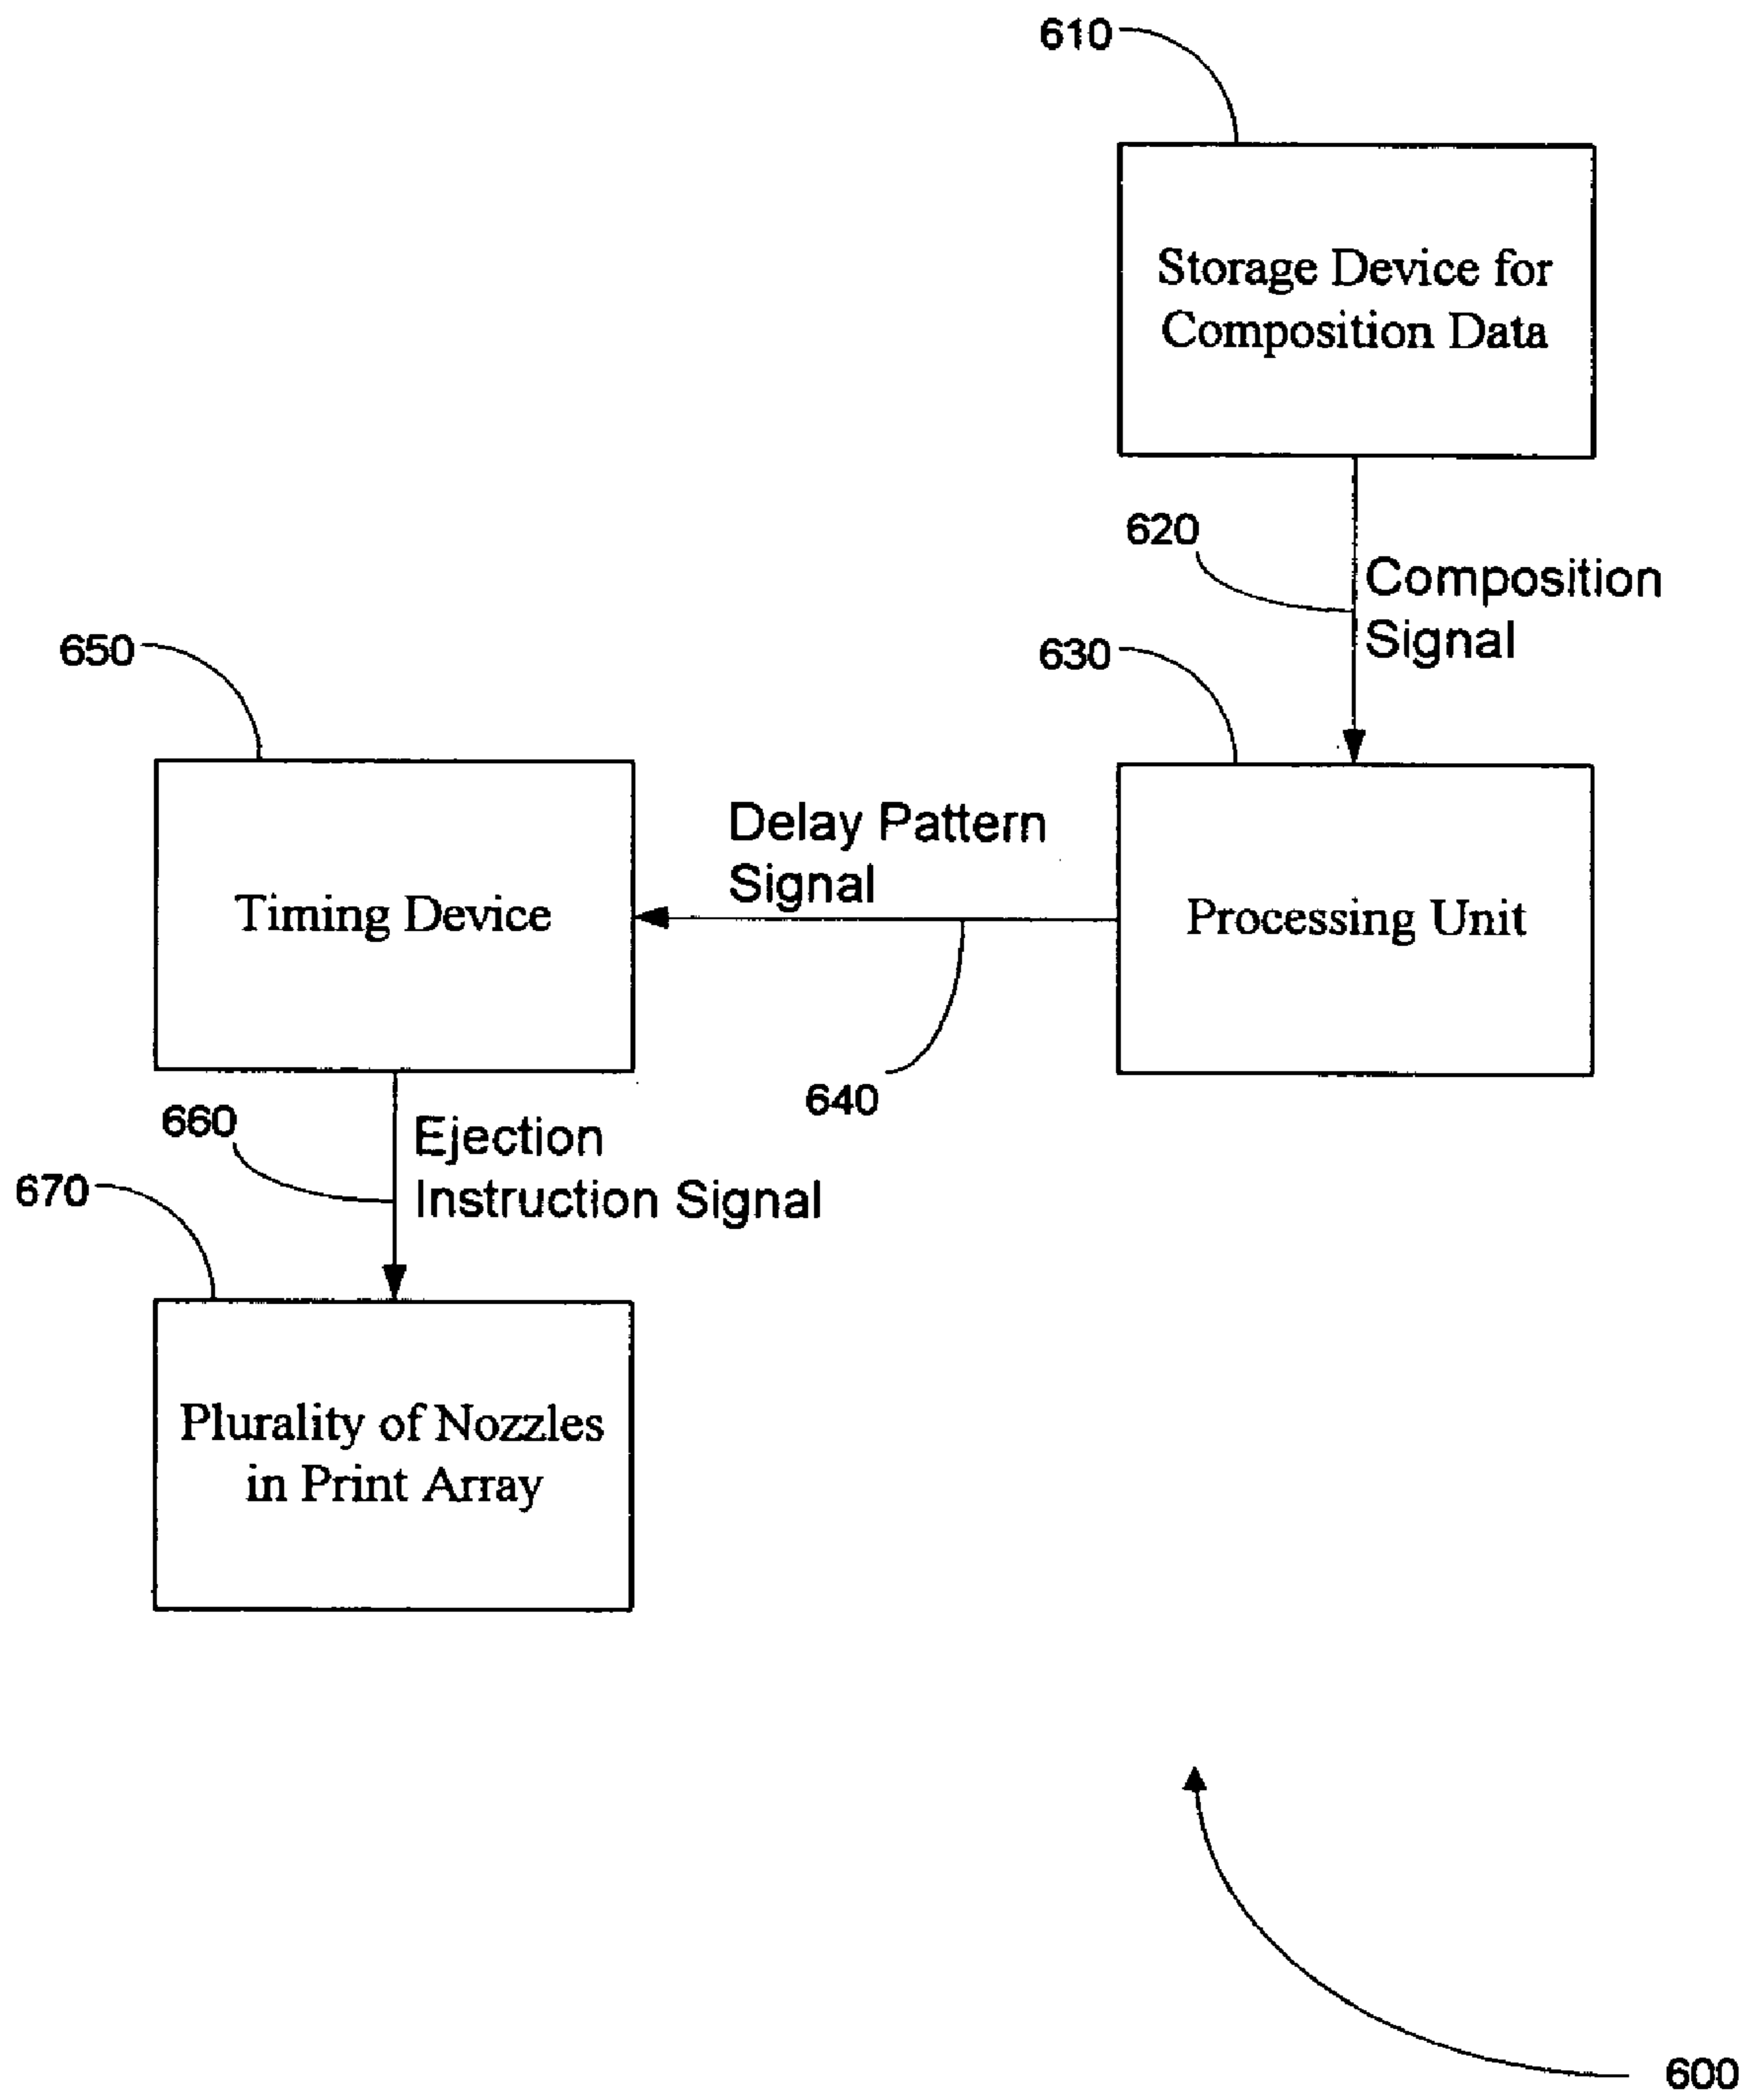 610
Storage Device for
Composition Data
620
Composition
Signal
650
630
Delay Pattern
Signal
Timing Device
Processing Unit
640
660
Ejection
Instruction Signal
670
Plurality of Nozzles
in Print Array
600